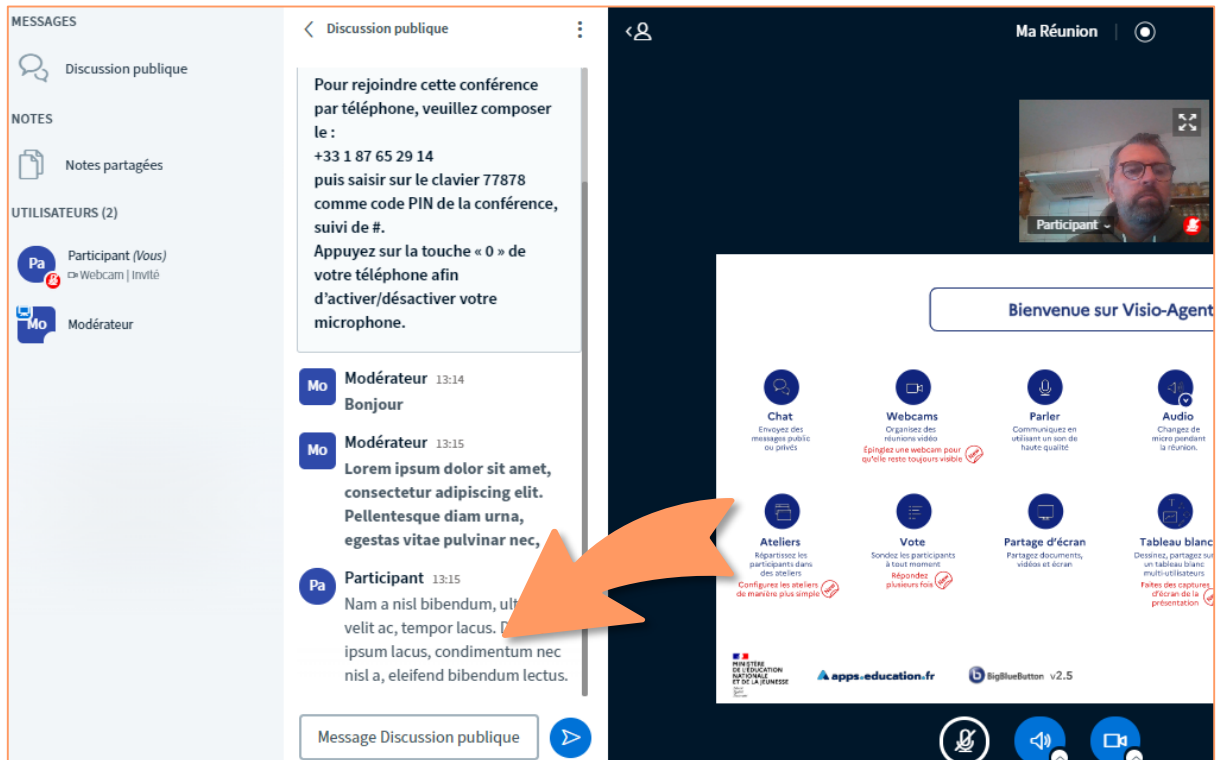 MESSAGES
Discussion publique
NOTES
Notes partagées
UTILISATEURS (2)
Pa
Participant (Vous)
Webcam | Invité
Mo
Modérateur
Discussion publique
Pour rejoindre cette conférence
par téléphone, veuillez composer
le :
+33 1 87 65 29 14
puis saisir sur le clavier 77878
comme code PIN de la conférence,
suivi de #.
Appuyez sur la touche « 0 » de
votre téléphone afin
d'activer/désactiver votre
microphone.
Mo
Modérateur 13:14
Bonjour
Mo
Modérateur 13:15
Lorem ipsum dolor sit amet,
consectetur adipiscing elit.
Pellentesque diam urna,
egestas vitae pulvinar nec,
Pa
Participant 13:15
Nam a nisl bibendum,
velit ac, tempor lacus.
ipsum lacus, condimentum nec
nisl a, eleifend bibendum lectus.
Message Discussion publique
Ma Réunion
Participant
Bienvenue sur Visio-Agent
Chat
Envoyez des
messages public
ou privés
Webcams
Organisez des
réunions vidéo
Épinglez une webcam pour
qu'elle reste toujours visible
Parler
Communiquez en
utilisant un son de
haute qualité
Audio
Changez de
micro pendant
la réunion.
Ateliers
Répartissez les
participants dans
des ateliers
Configurez les ateliers
de manière plus simple
Vote
Sondez les participants
à tout moment
Répondez
plusieurs fois
Partage d'écran
Partagez documents,
vidéos et écran
Tableau blanc
Dessinez, partagez sur
un tableau blanc
multi-utilisateurs
Faites des captures
d'écran de la
présentation
MINISTÈRE
DE L'ÉDUCATION
NATIONALE
ET DE LA JEUNESSE
apps.education.fr
BigBlueButton v2.5